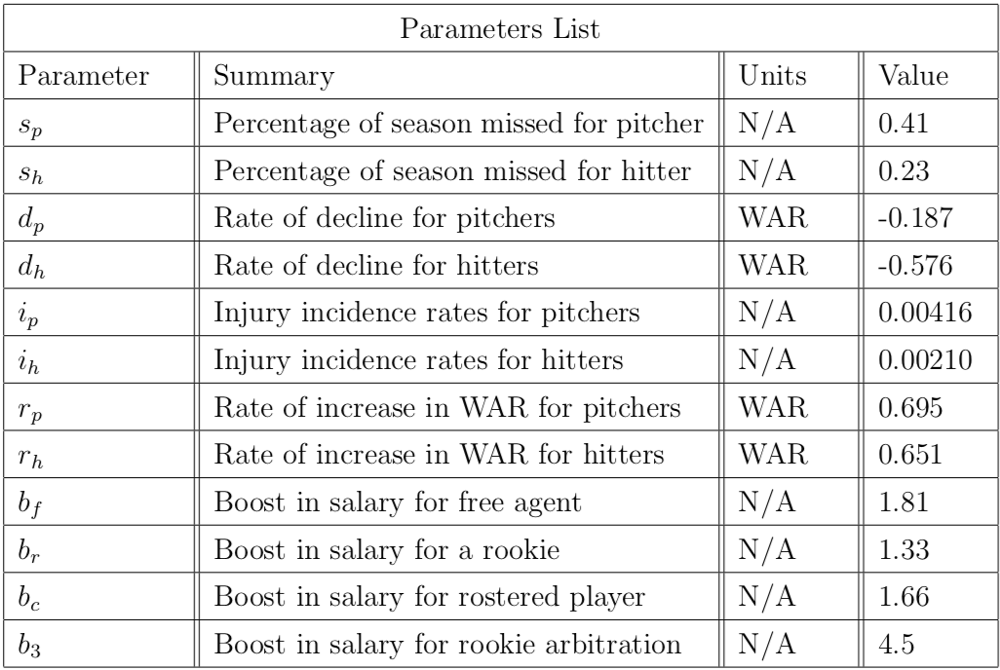 Parameters List
Parameter Summary Units Value
s_p Percentage of season missed for pitcher N/A 0.41
s_h Percentage of season missed for hitter N/A 0.23
d_p Rate of decline for pitchers WAR -0.187
d_h Rate of decline for hitters WAR -0.576
i_p Injury incidence rates for pitchers N/A 0.00416
i_h Injury incidence rates for hitters N/A 0.00210
r_p Rate of increase in WAR for pitchers WAR 0.695
r_h Rate of increase in WAR for hitters WAR 0.651
b_f Boost in salary for free agent N/A 1.81
b_r Boost in salary for a rookie N/A 1.33
b_c Boost in salary for rostered player N/A 1.66
b_3 Boost in salary for rookie arbitration N/A 4.5